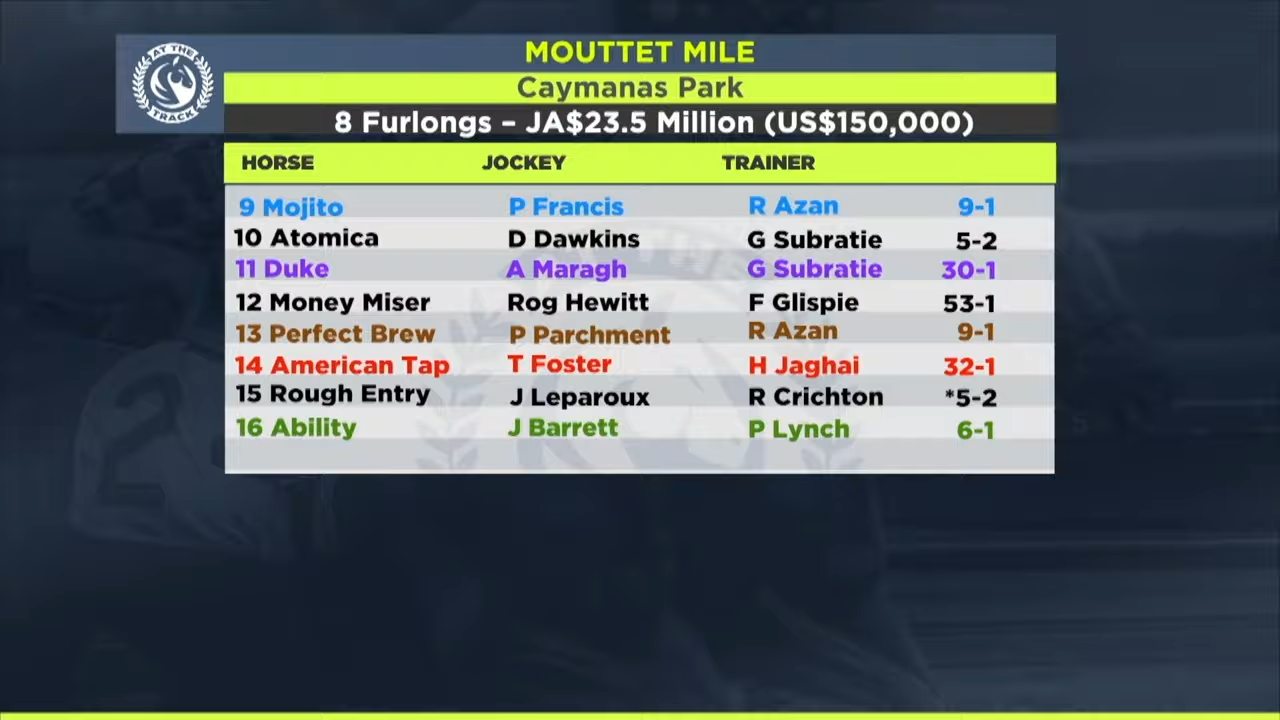 AT THE TRACK
MOUTTET MILE
Caymanas Park
8 Furlongs – JA$23.5 Million (US$150,000)
HORSE JOCKEY TRAINER
9 Mojito P Francis R Azan 9-1
10 Atomica D Dawkins G Subratie 5-2
11 Duke A Maragh G Subratie 30-1
12 Money Miser Rog Hewitt F Glispie 53-1
13 Perfect Brew P Parchment R Azan 9-1
14 American Tap T Foster H Jaghai 32-1
15 Rough Entry J Leparoux R Crichton *5-2
16 Ability J Barrett P Lynch 6-1